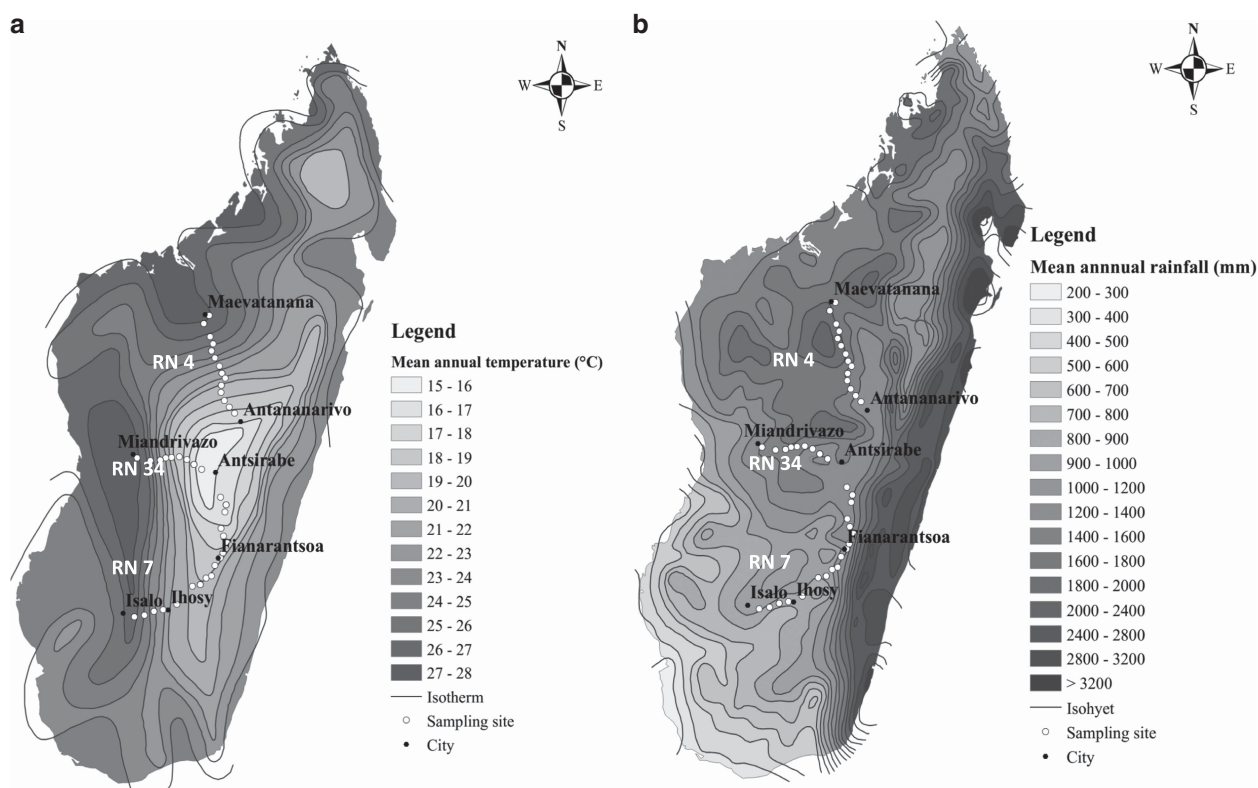 a
N
W
E
S
Maevatanana
RN 4
Antananarivo
Miandrivazo
RN 34
Antsirabe
Fianarantsoa
RN 7
Isalo
Ihosy
Legend
Mean annual temperature (°C)
15 - 16
16 - 17
17 - 18
18 - 19
19 - 20
20 - 21
21 - 22
22 - 23
23 - 24
24 - 25
25 - 26
26 - 27
27 - 28
Isotherm
Sampling site
City
b
N
W
E
S
Maevatanana
RN 4
Antananarivo
Miandrivazo
RN 34
Antsirabe
Fianarantsoa
RN 7
Isalo
Ihosy
Legend
Mean annnual rainfall (mm)
200 - 300
300 - 400
400 - 500
500 - 600
600 - 700
700 - 800
800 - 900
900 - 1000
1000 - 1200
1200 - 1400
1400 - 1600
1600 - 1800
1800 - 2000
2000 - 2400
2400 - 2800
2800 - 3200
> 3200
Isohyet
Sampling site
City